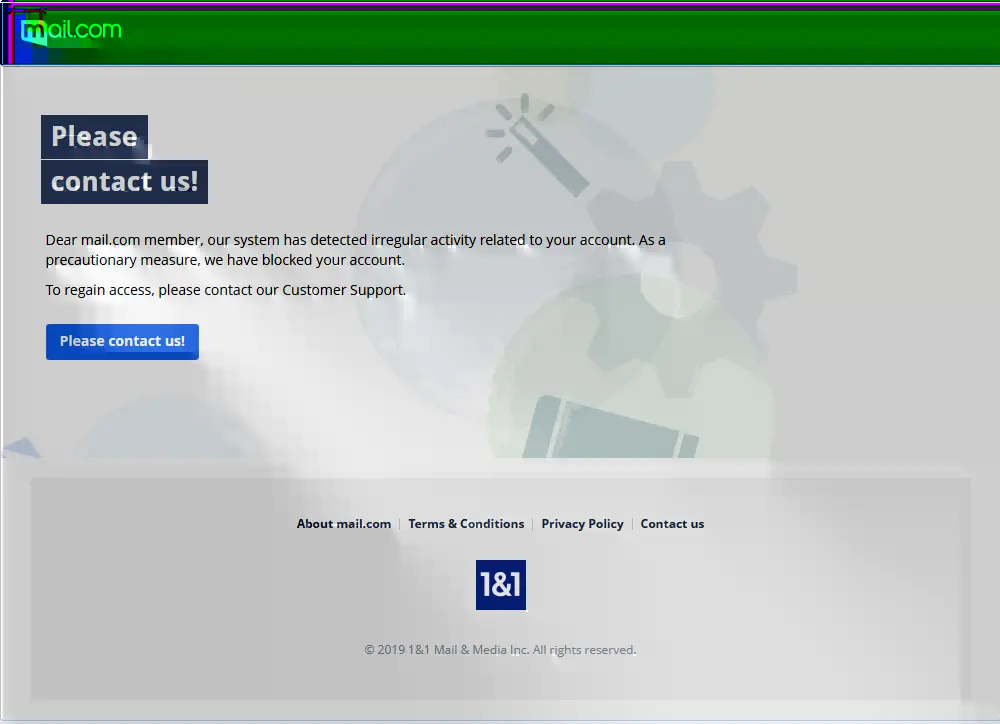 mail.com
Please
contact us!
Dear mail.com member, our system has detected irregular activity related to your account. As a
precautionary measure, we have blocked your account.
To regain access, please contact our Customer Support.
Please contact us!
About mail.com | Terms & Conditions | Privacy Policy | Contact us
1&1
© 2019 1&1 Mail & Media Inc. All rights reserved.